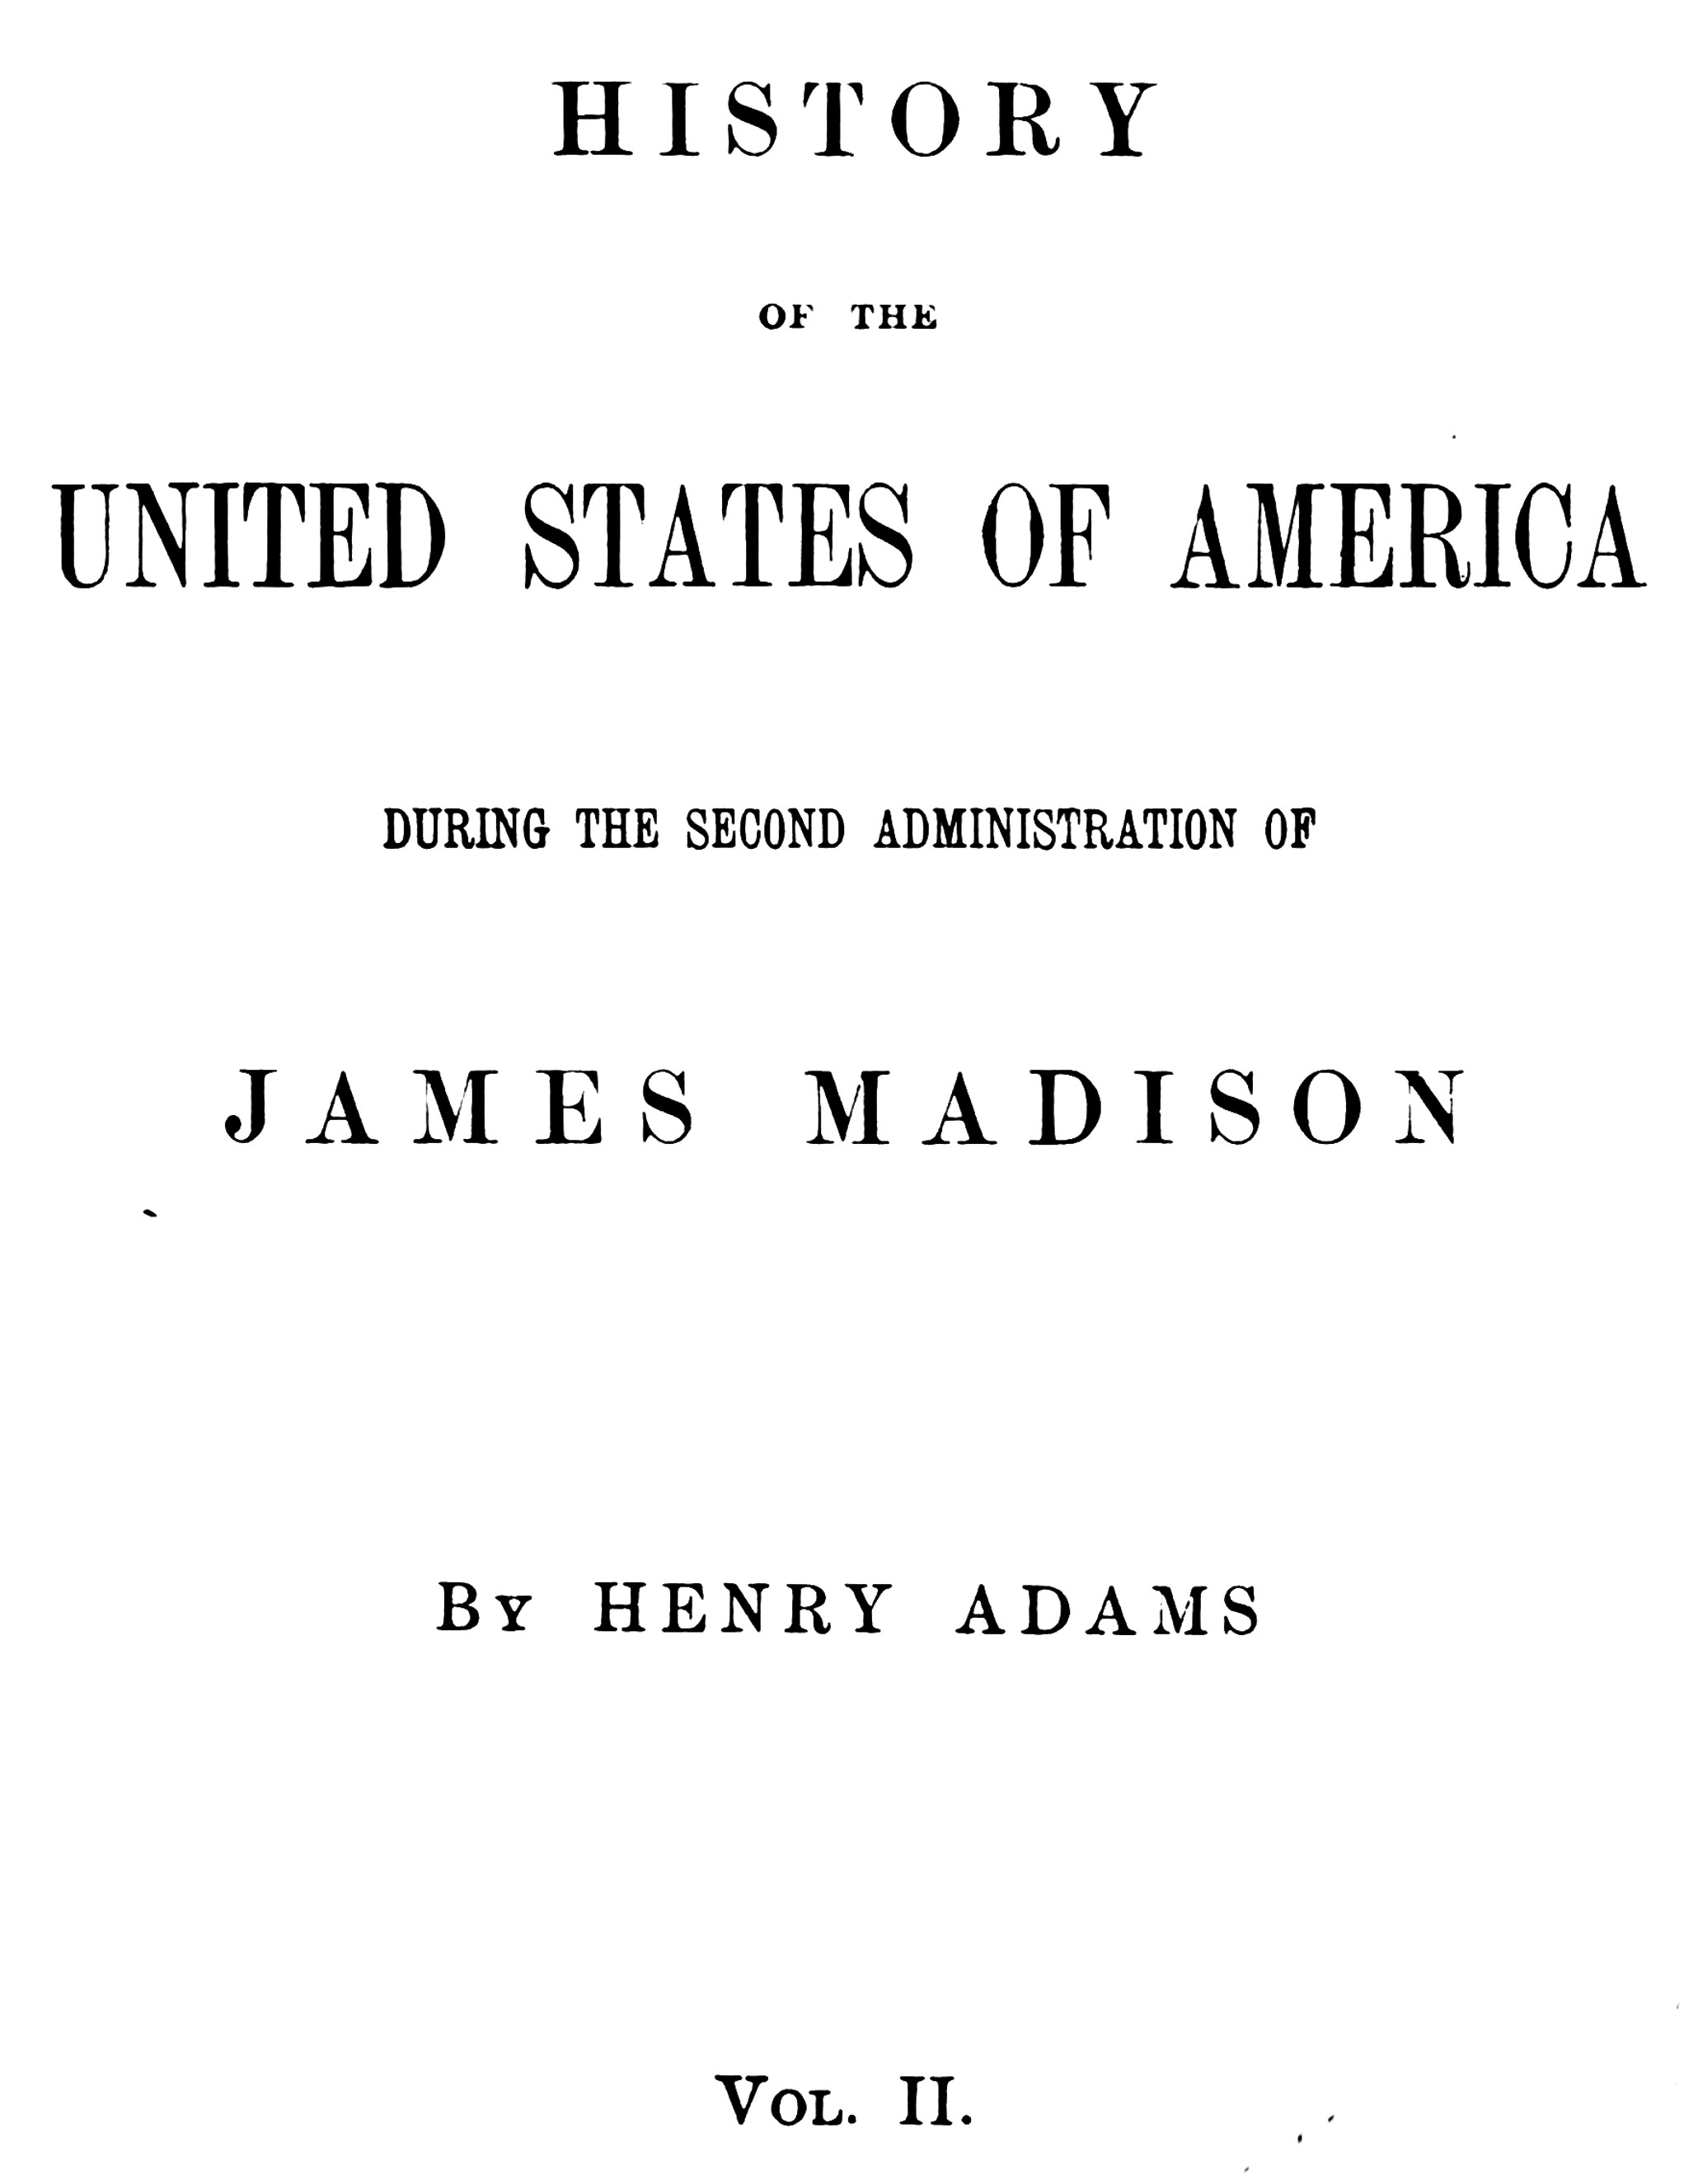 HISTORY
OF THE
UNITED STATES OF AMERICA
DURING THE SECOND ADMINISTRATION OF
JAMES MADISON
BY HENRY ADAMS
VOL. II.